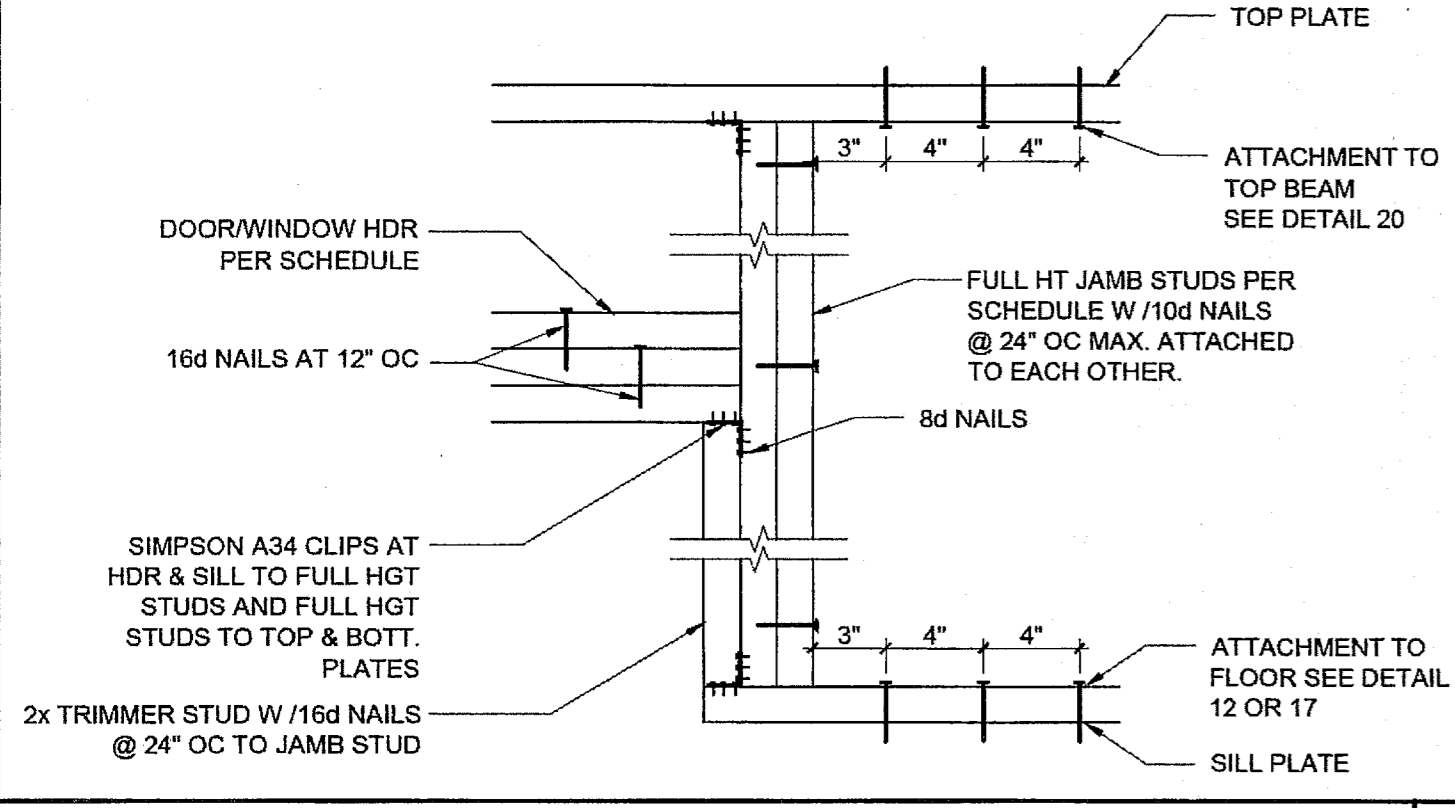 TOP PLATE
3"
4"
4"
ATTACHMENT TO
TOP BEAM
SEE DETAIL 20
DOOR/WINDOW HDR
PER SCHEDULE
FULL HT JAMB STUDS PER
SCHEDULE W /10d NAILS
@ 24" OC MAX. ATTACHED
TO EACH OTHER.
16d NAILS AT 12" OC
8d NAILS
SIMPSON A34 CLIPS AT
HDR & SILL TO FULL HGT
STUDS AND FULL HGT
STUDS TO TOP & BOTT.
PLATES
3"
4"
4"
ATTACHMENT TO
FLOOR SEE DETAIL
12 OR 17
2x TRIMMER STUD W /16d NAILS
@ 24" OC TO JAMB STUD
SILL PLATE